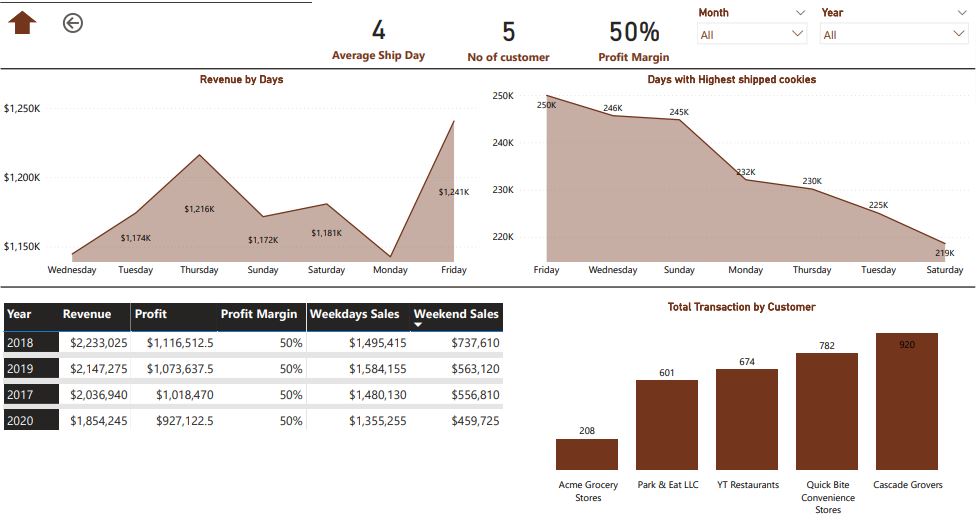 4
Average Ship Day
5
No of customer
50%
Profit Margin
Month
All
Year
All
Revenue by Days
$1,250K
$1,200K
$1,150K
$1,174K
$1,216K
$1,172K
$1,181K
$1,241K
Wednesday Tuesday Thursday Sunday Saturday Monday Friday
Days with Highest shipped cookies
250K
240K
230K
220K
250K
246K
245K
232K
230K
225K
219K
Friday Wednesday Sunday Monday Thursday Tuesday Saturday
Year Revenue Profit Profit Margin Weekdays Sales Weekend Sales
2018 $2,233,025 $1,116,512.5 50% $1,495,415 $737,610
2019 $2,147,275 $1,073,637.5 50% $1,584,155 $563,120
2017 $2,036,940 $1,018,470 50% $1,480,130 $556,810
2020 $1,854,245 $927,122.5 50% $1,355,255 $459,725
Total Transaction by Customer
208
601
674
782
920
Acme Grocery
Stores
Park & Eat LLC
YT Restaurants
Quick Bite
Convenience
Stores
Cascade Grovers